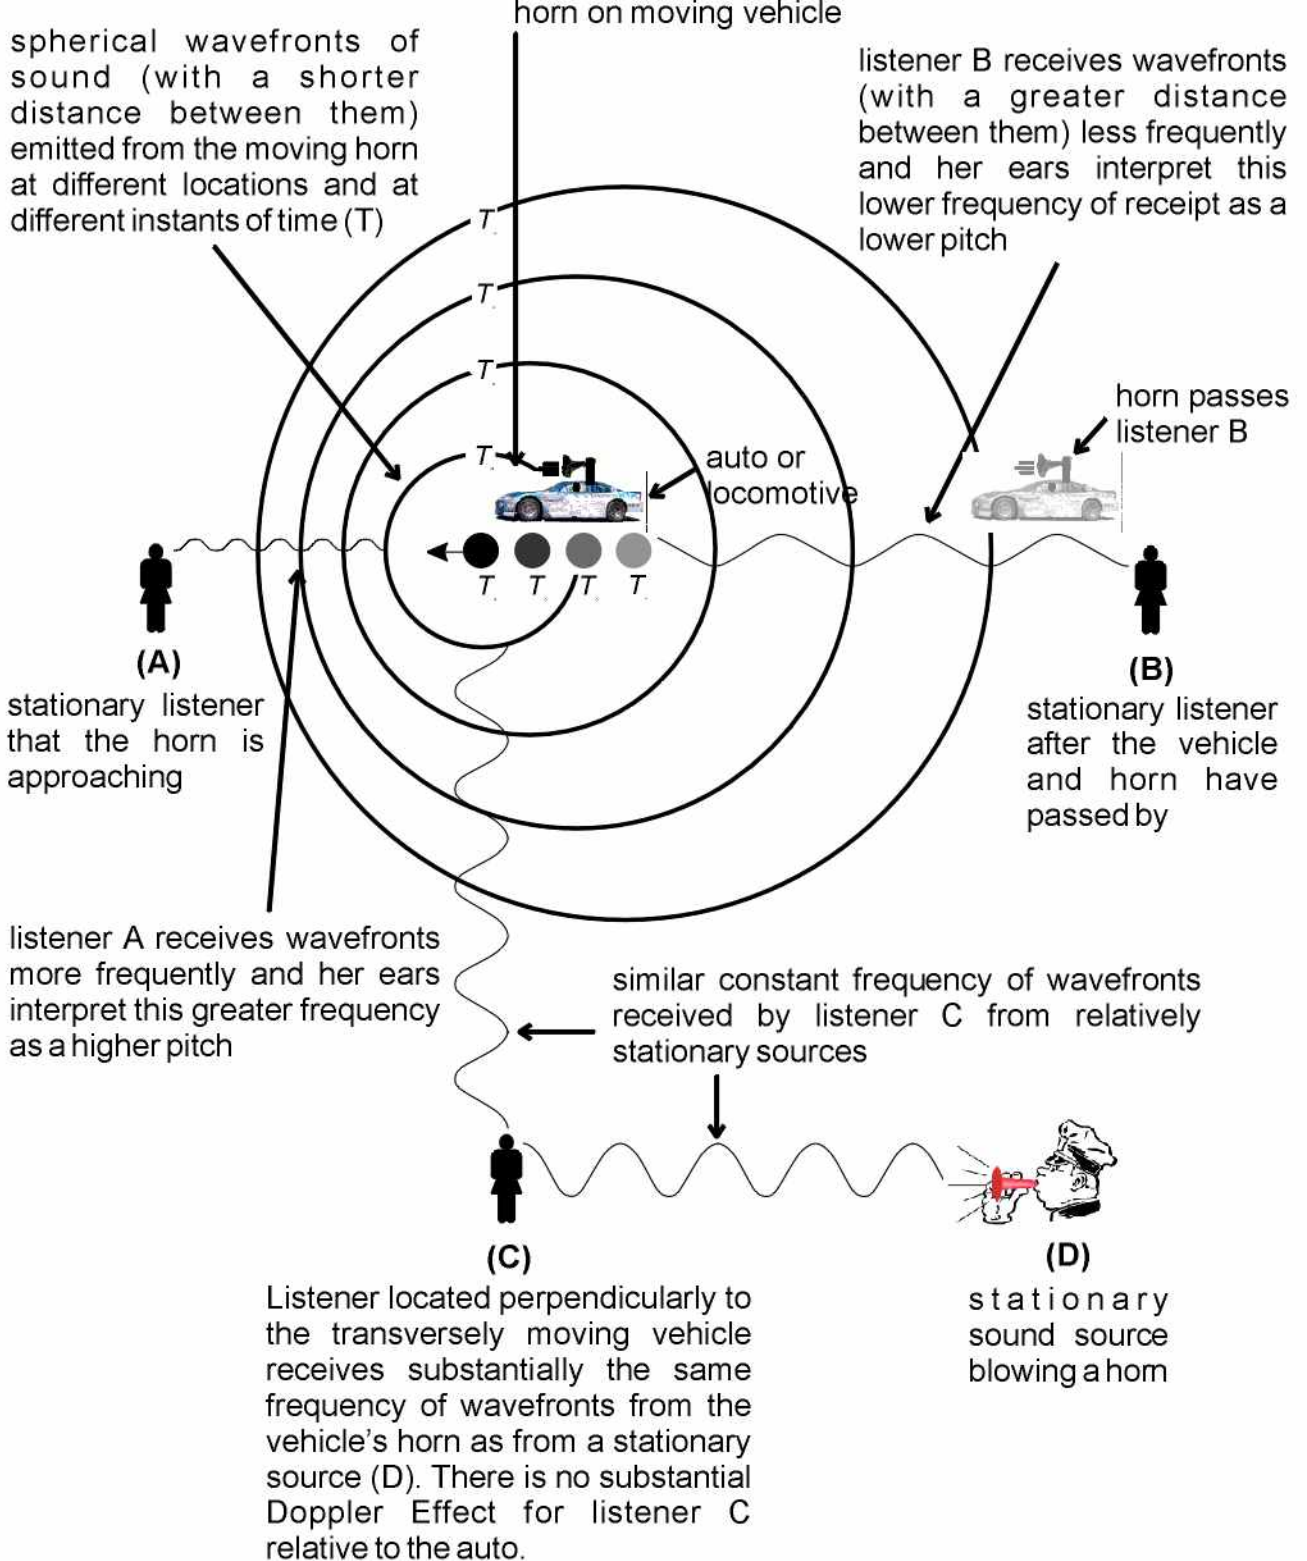 horn on moving vehicle
spherical wavefronts of
sound (with a shorter
distance between them)
emitted from the moving horn
at different locations and at
different instants of time (T)
listener B receives wavefronts
(with a greater distance
between them) less frequently
and her ears interpret this
lower frequency of receipt as a
lower pitch
T
T
T
T
horn passes
listener B
auto or
locomotive
T
T
T
T
(A)
stationary listener
that the horn is
approaching
(B)
stationary listener
after the vehicle
and horn have
passed by
listener A receives wavefronts
more frequently and her ears
interpret this greater frequency
as a higher pitch
similar constant frequency of wavefronts
received by listener C from relatively
stationary sources
(C)
Listener located perpendicularly to
the transversely moving vehicle
receives substantially the same
frequency of wavefronts from the
vehicle's horn as from a stationary
source (D). There is no substantial
Doppler Effect for listener C
relative to the auto.
(D)
stationary
sound source
blowing a horn